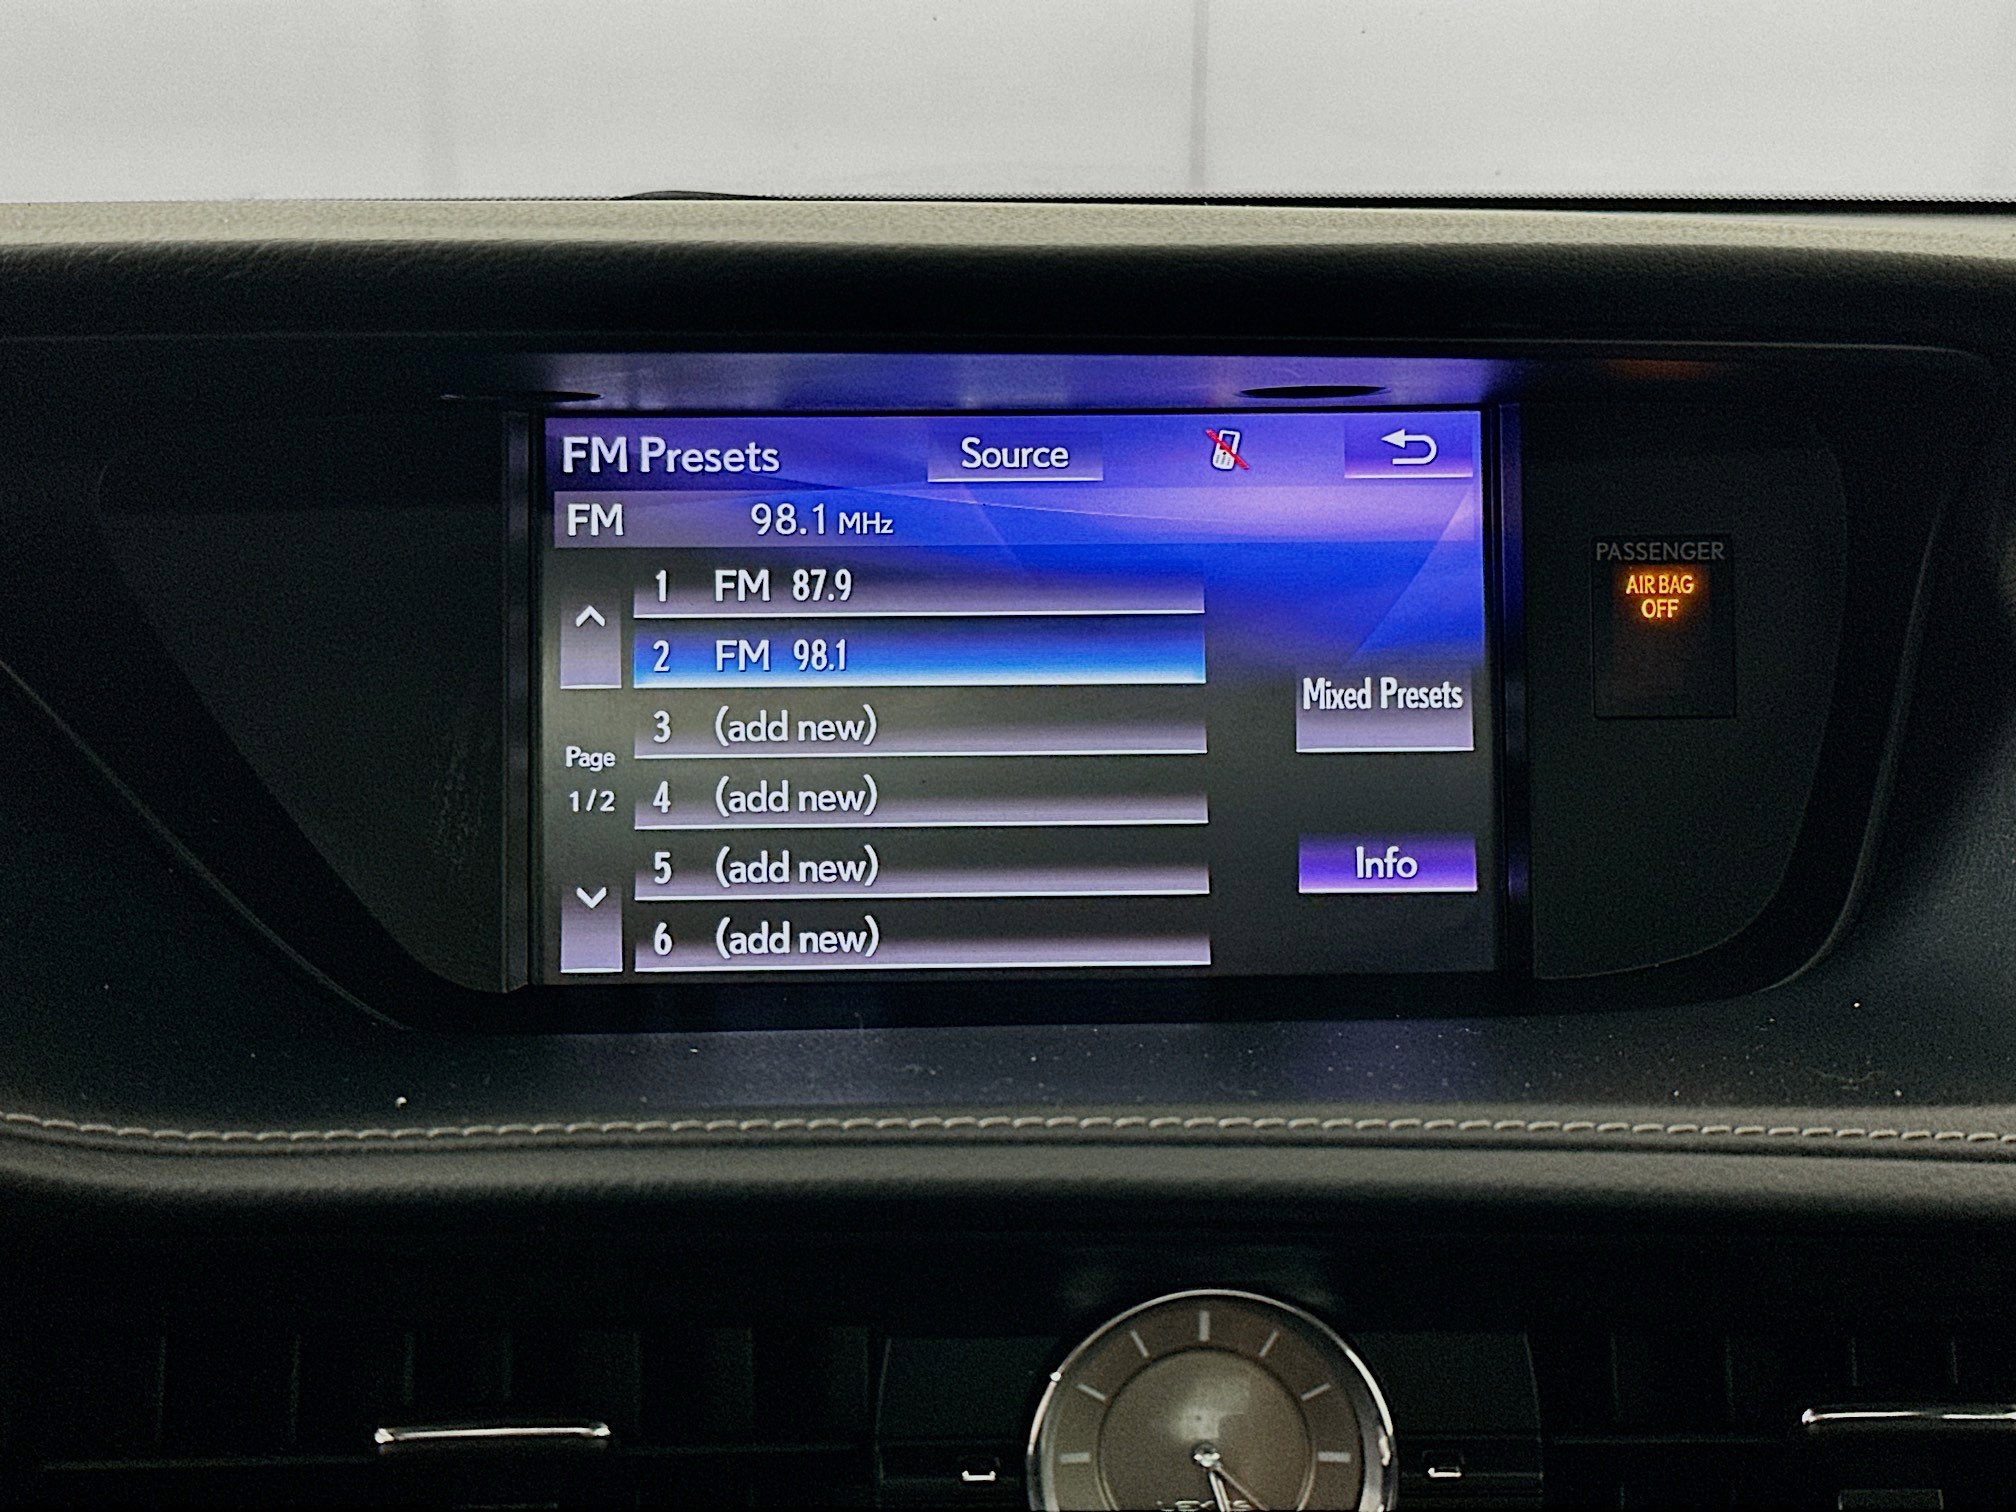 FM Presets Source
FM 98.1 MHz
1 FM 87.9
2 FM 98.1
3 (add new)
4 (add new)
5 (add new)
6 (add new)
Page
1/2
Mixed Presets
Info
PASSENGER
AIR BAG
OFF
LEXUS